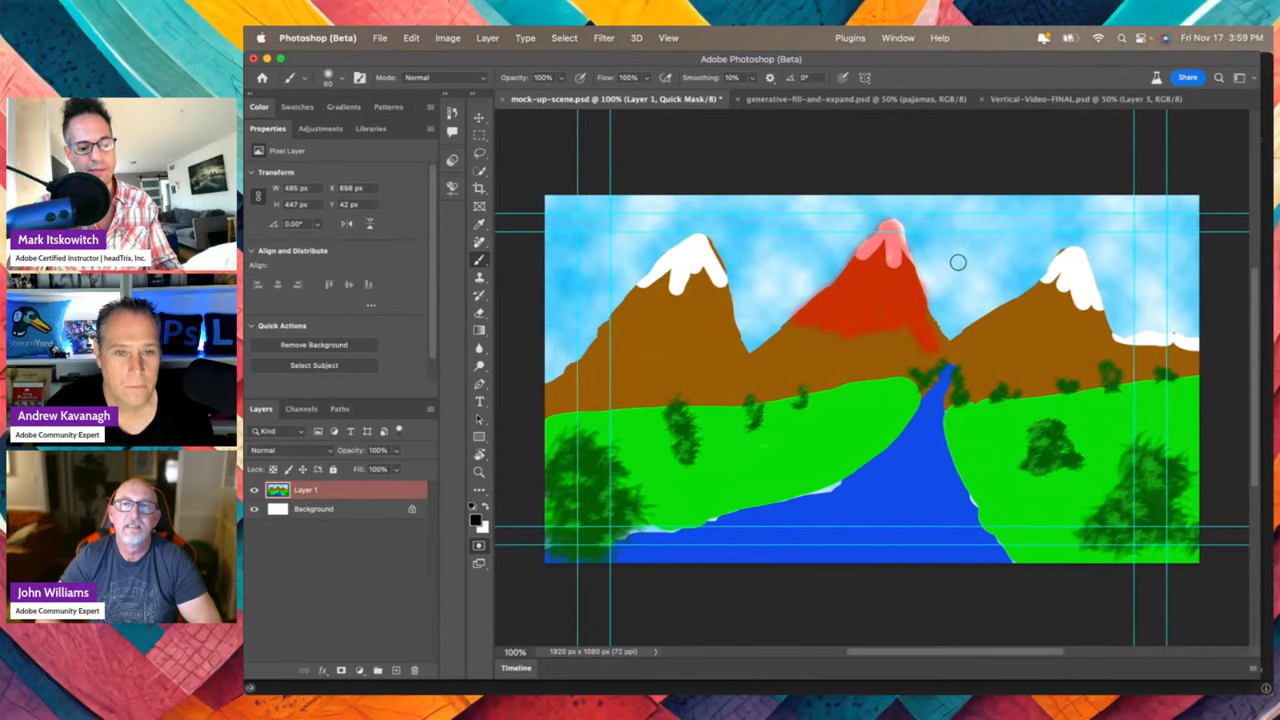 Photoshop (Beta) File Edit Image Layer Type Select Filter 3D View Plugins Window Help Fri Nov 17 3:59 PM
Adobe Photoshop (Beta)
60 Mode: Normal Opacity: 100% Flow: 100% Smoothing: 10% 0° Share
Color Swatches Gradients Patterns
mock-up-scene.psd @ 100% (Layer 1, Quick Mask/8) * generative-fill-and-expand.psd @ 50% (pajamas, RGB/8) Vertical-Video-FINAL.psd @ 50% (Layer 3, RGB/8)
Properties Adjustments Libraries
Pixel Layer
Transform
W 485 px X 698 px
H 447 px Y 42 px
0.00°
Align and Distribute
Align:
Quick Actions
Remove Background
Select Subject
Layers Channels Paths
Kind
Normal Opacity: 100%
Lock: Fill: 100%
Layer 1
Background
100% 1920 px x 1080 px (72 ppi)
Timeline
Mark Itskowitch
Adobe Certified Instructor | headTrix, Inc.
StreamYard
Ps L
Andrew Kavanagh
Adobe Community Expert
John Williams
Adobe Community Expert